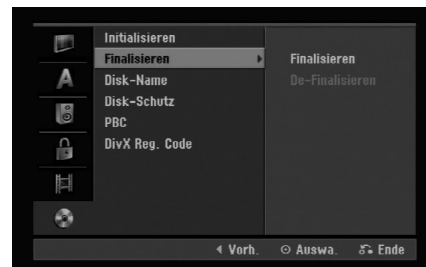 Initialisieren
Finalisieren
Disk-Name
Disk-Schutz
PBC
DivX Reg. Code
Finalisieren
De-Finalisieren
A
Vorh.
Auswa.
Ende